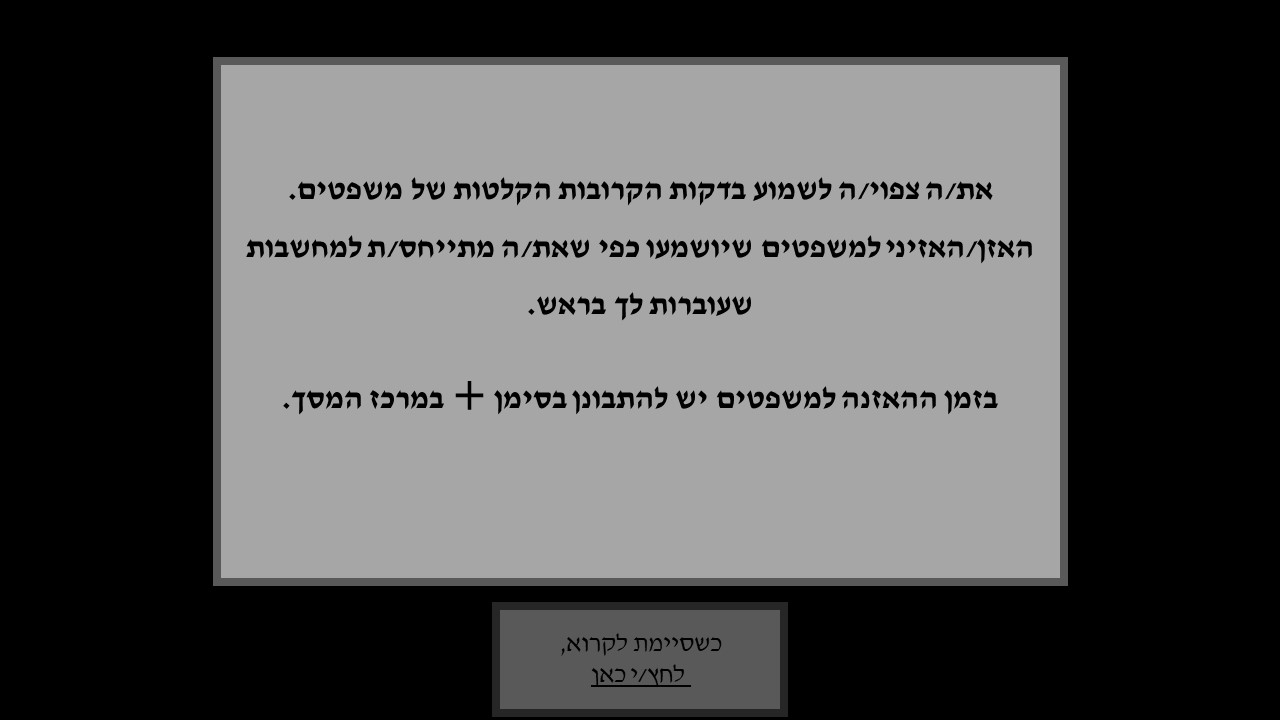 את/ה צפוי/ה לשמוע בדקות הקרובות הקלטות של משפטים.
האזן/האזיני למשפטים שיושמעו כפי שאת/ה מתייחס/ת למחשבות
שעוברות לך בראש.
בזמן ההאזנה למשפטים יש להתבונן בסימן + במרכז המסך.
כשסיימת לקרוא,
לחץ/י כאן